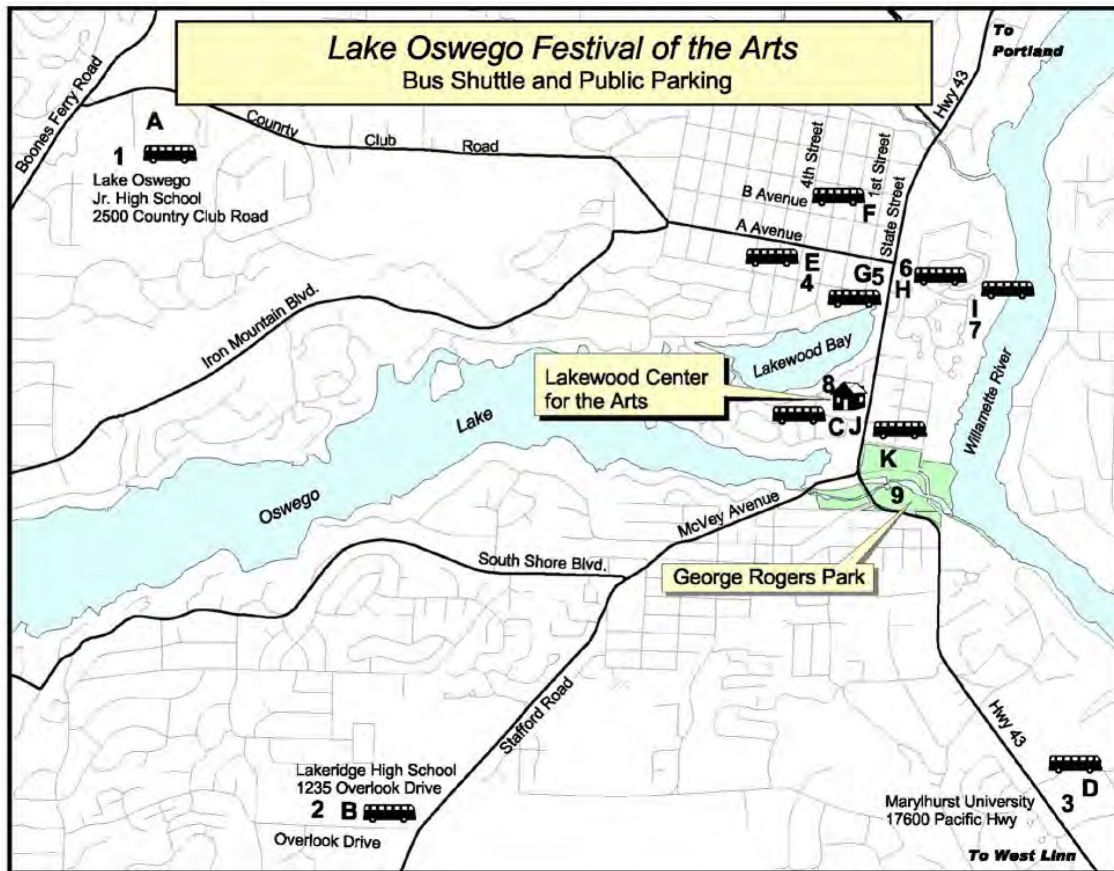 Lake Oswego Festival of the Arts
Bus Shuttle and Public Parking
To
Portland
Hwy 43
Boones Ferry Road
A
1
Lake Oswego
Jr. High School
2500 Country Club Road
Counrty
Club
Road
4th Street
1st Street
B Avenue
F
State Street
A Avenue
E
4
G5
6
H
I
7
Iron Mountain Blvd.
Lakewood Bay
Willamette River
Lakewood Center
for the Arts
8
C J
Lake
Oswego
K
9
McVey Avenue
George Rogers Park
South Shore Blvd.
Stafford Road
Hwy 43
Lakeridge High School
1235 Overlook Drive
2 B
Overlook Drive
D
3
Marylhurst University
17600 Pacific Hwy
To West Linn